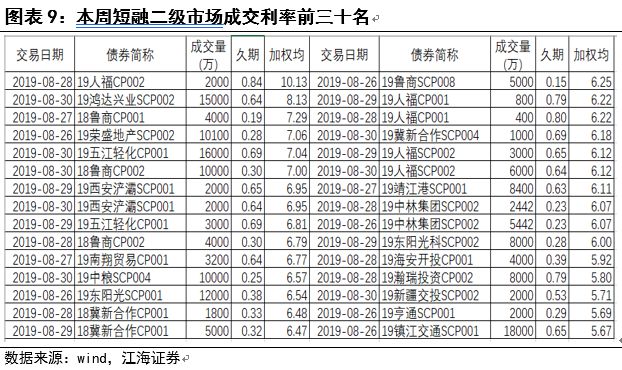 图表 9：本周短融二级市场成交利率前三十名
交易日期 债券简称 成交量(万) 久期 加权均 交易日期 债券简称 成交量(万) 久期 加权均
2019-08-28 19人福CP002 2000 0.84 10.13 2019-08-26 19鲁商SCP008 5000 0.15 6.25
2019-08-30 19鸿达兴业SCP002 15000 0.64 8.13 2019-08-29 19人福CP001 800 0.79 6.22
2019-08-27 18鲁商CP001 4000 0.19 7.29 2019-08-28 19人福CP001 400 0.80 6.22
2019-08-26 19荣盛地产SCP002 10100 0.28 7.06 2019-08-30 19冀新合作SCP004 1000 0.69 6.18
2019-08-30 19五江轻化CP001 16000 0.69 7.04 2019-08-29 19人福SCP002 3000 0.65 6.12
2019-08-30 18鲁商CP002 10000 0.30 7.00 2019-08-30 19人福SCP002 6000 0.64 6.12
2019-08-29 19西安浐灞SCP001 2000 0.65 6.95 2019-08-27 19靖江港SCP001 8400 0.63 6.11
2019-08-30 19西安浐灞SCP001 2000 0.64 6.95 2019-08-28 19中林集团SCP002 2442 0.23 6.07
2019-08-29 19五江轻化CP001 3000 0.69 6.81 2019-08-26 19中林集团SCP002 5442 0.23 6.07
2019-08-28 18鲁商CP002 4000 0.30 6.79 2019-08-29 19东阳光科SCP002 8000 0.28 6.00
2019-08-27 19南翔贸易CP001 3200 0.64 6.77 2019-08-29 19海安开投CP001 4000 0.39 5.92
2019-08-30 19中粮SCP004 10000 0.25 6.57 2019-08-29 19瀚瑞投资CP002 8000 0.79 5.80
2019-08-26 19东阳光SCP001 12000 0.38 6.54 2019-08-30 19新疆交投SCP002 2000 0.53 5.71
2019-08-28 18冀新合作CP001 1800 0.33 6.48 2019-08-26 19亨通SCP001 2000 0.29 5.69
2019-08-29 18冀新合作CP001 5000 0.32 6.47 2019-08-26 19镇江交通SCP001 18000 0.65 5.67
数据来源：wind，江海证券